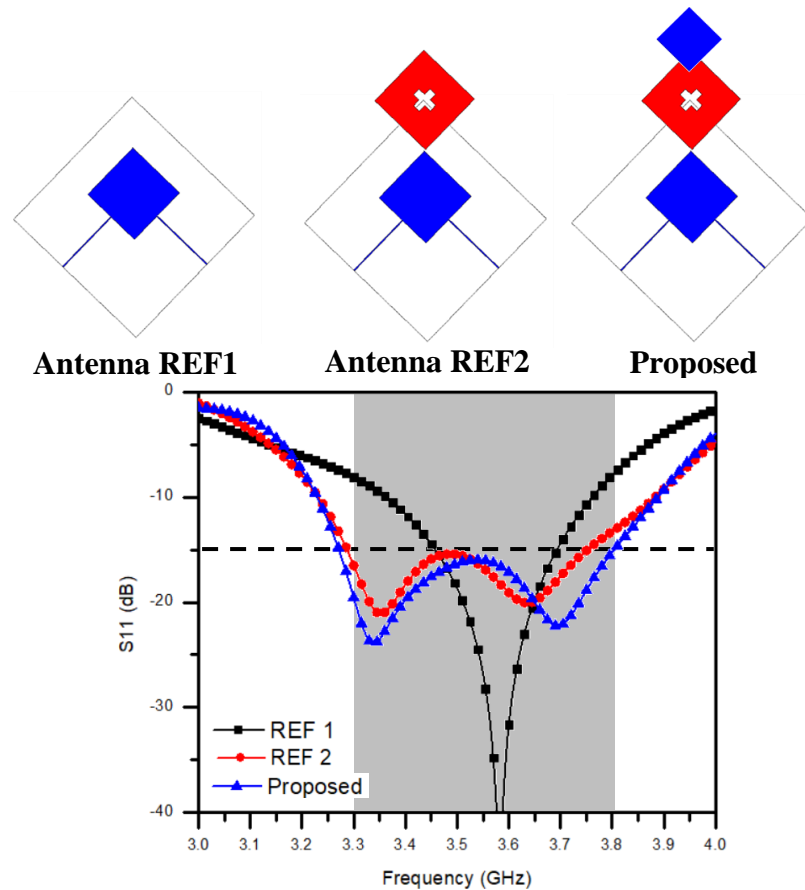 Antenna REF1
Antenna REF2
Proposed
0
-10
-20
-30
-40
S11 (dB)
REF 1
REF 2
Proposed
3.0 3.1 3.2 3.3 3.4 3.5 3.6 3.7 3.8 3.9 4.0
Frequency (GHz)